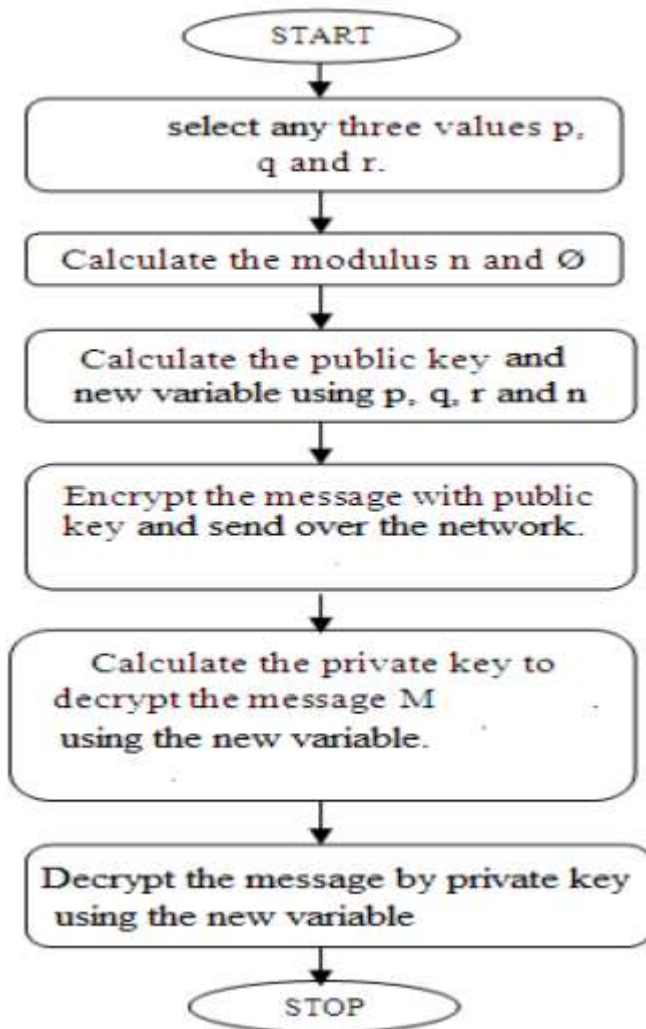 START
select any three values p,
q and r.
Calculate the modulus n and Ø
Calculate the public key and
new variable using p, q, r and n
Encrypt the message with public
key and send over the network.
Calculate the private key to
decrypt the message M
using the new variable.
Decrypt the message by private key
using the new variable
STOP